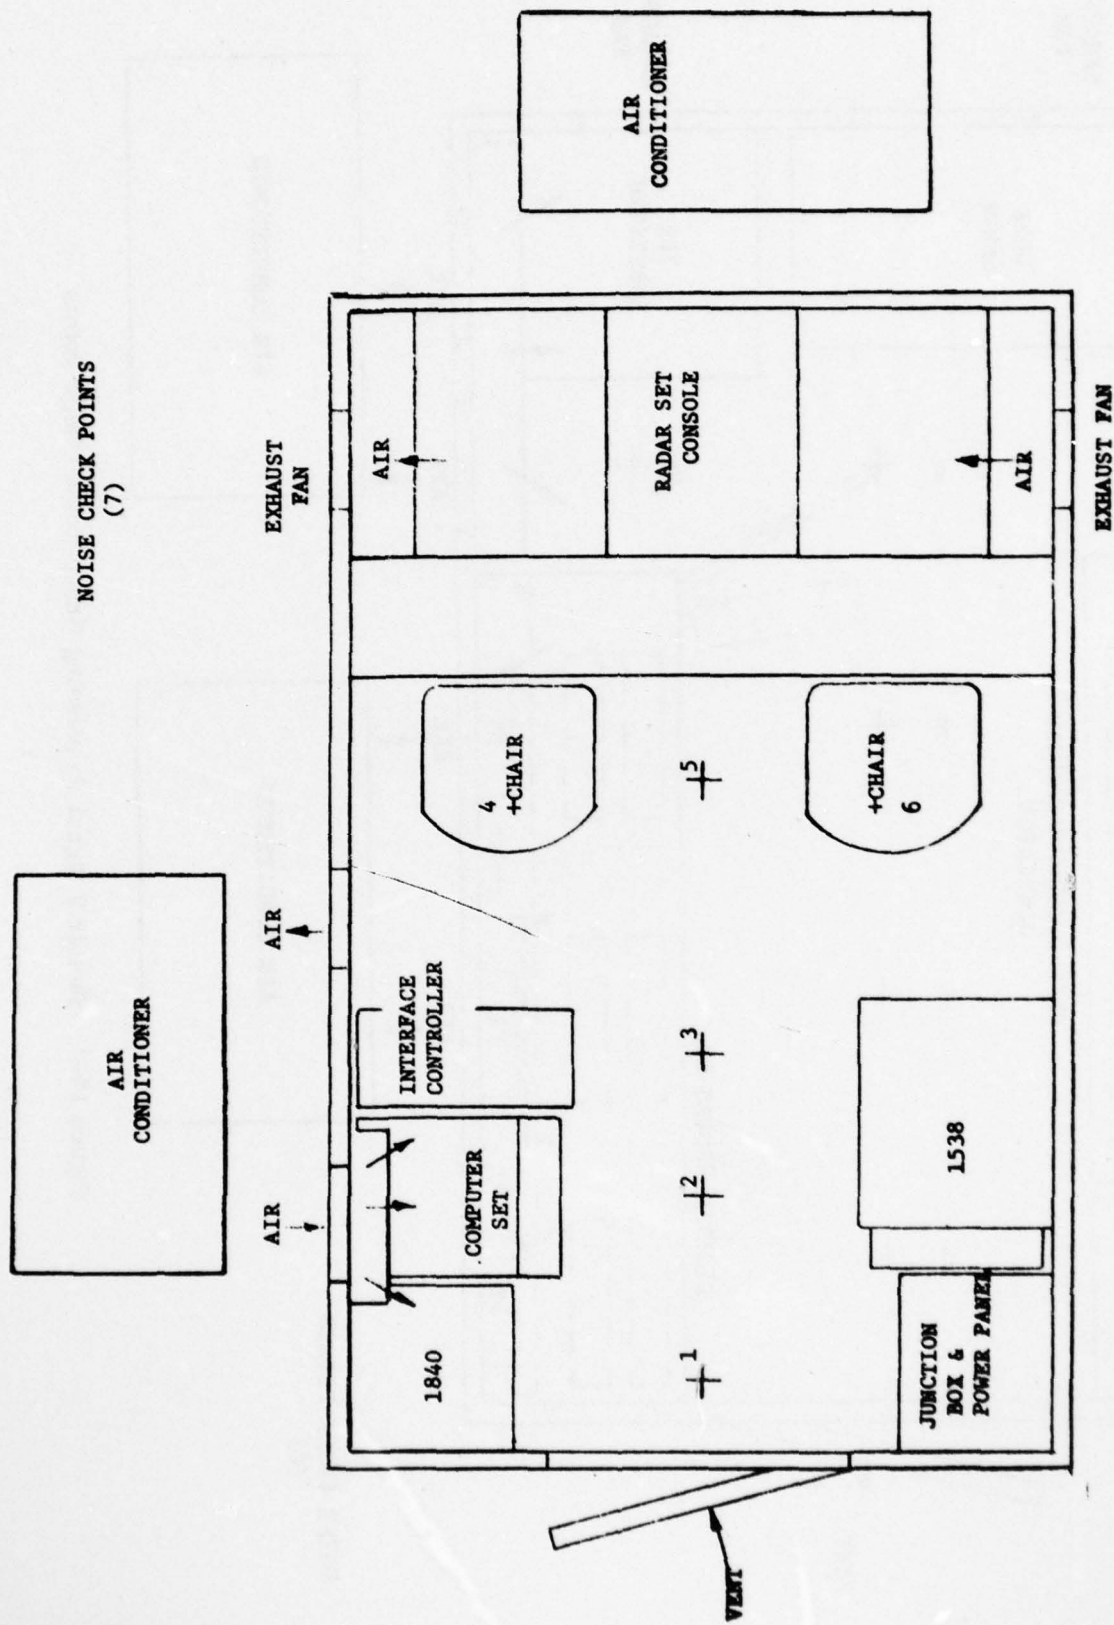 NOISE CHECK POINTS
(7)
AIR
CONDITIONER
AIR
AIR
EXHAUST
FAN
AIR
CONDITIONER
1840
COMPUTER
SET
INTERFACE
CONTROLLER
4
+CHAIR
AIR
RADAR SET
CONSOLE
1
2
3
5
VENT
JUNCTION
BOX &
POWER PANEL
1538
+CHAIR
6
AIR
EXHAUST FAN